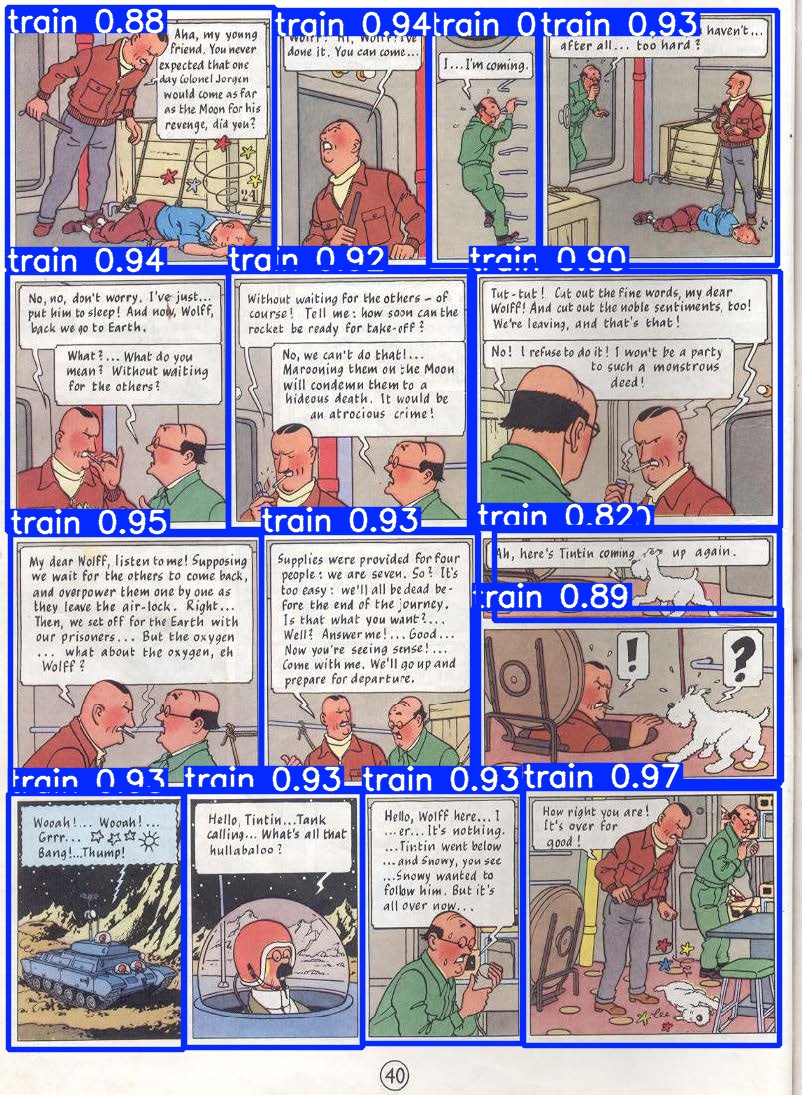 train 0.88
Aha, my young
friend. You never
expected that one
day Colonel Jorgen
would come as far
as the Moon for his
revenge, did you?
24
train 0.94
Wolff! Hi, Wolff! I've
done it. You can come...
train 0
I...I'm coming.
train 0.93
haven't...
after all... too hard?
train 0.94
No, no, don't worry. I've just...
put him to sleep! And now, Wolff,
back we go to Earth.
What?... What do you
mean? Without waiting
for the others?
train 0.92
Without waiting for the others - of
course! Tell me: how soon can the
rocket be ready for take-off?
No, we can't do that!...
Marooning them on the Moon
will condemn them to a
hideous death. It would be
an atrocious crime!
train 0.90
Tut-tut! Cut out the fine words, my dear
Wolff! And cut out the noble sentiments, too!
We're leaving, and that's that!
No! I refuse to do it! I won't be a party
to such a monstrous
deed!
train 0.95
My dear Wolff, listen to me! Supposing
we wait for the others to come back,
and overpower them one by one as
they leave the air-lock. Right...
Then, we set off for the Earth with
our prisoners... But the oxygen
... what about the oxygen, eh
Wolff?
train 0.93
Supplies were provided for four
people: we are seven. So? It's
too easy: we'll all be dead be-
fore the end of the journey.
Is that what you want?...
Well? Answer me!... Good...
Now you're seeing sense!...
Come with me. We'll go up and
prepare for departure.
train 0.82
Ah, here's Tintin coming up again.
train 0.89
!
?
train 0.93
Wooah!... Wooah!...
Grrr...
Bang!...Thump!
train 0.93
Hello, Tintin...Tank
calling... What's all that
hullabaloo?
train 0.93
Hello, Wolff here... I
...er... It's nothing.
...Tintin went below
...and Snowy, you see
...Snowy wanted to
follow him. But it's
all over now...
train 0.97
How right you are!
It's over for
good!
40